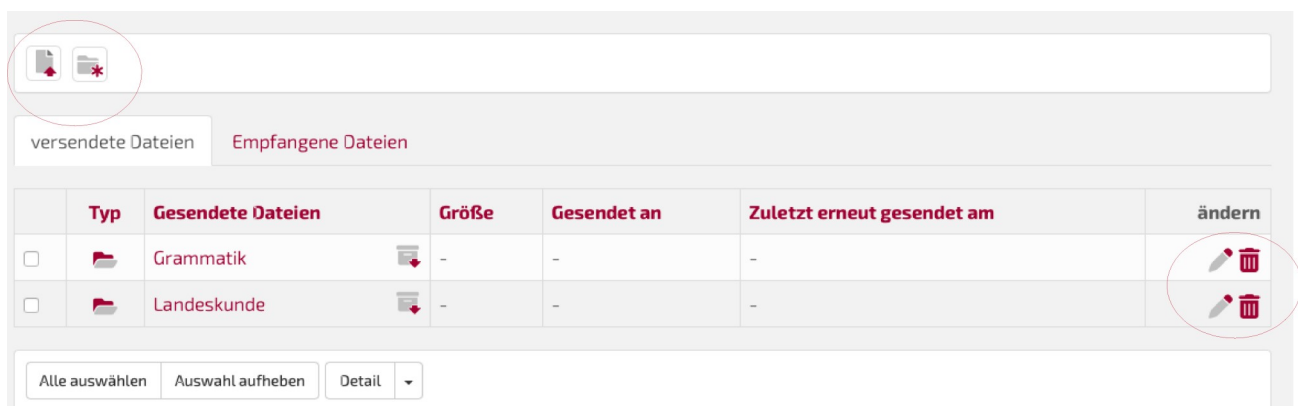 versendete Dateien Empfangene Dateien
Typ Gesendete Dateien Größe Gesendet an Zuletzt erneut gesendet am ändern
Grammatik - - -
Landeskunde - - -
Alle auswählen Auswahl aufheben Detail